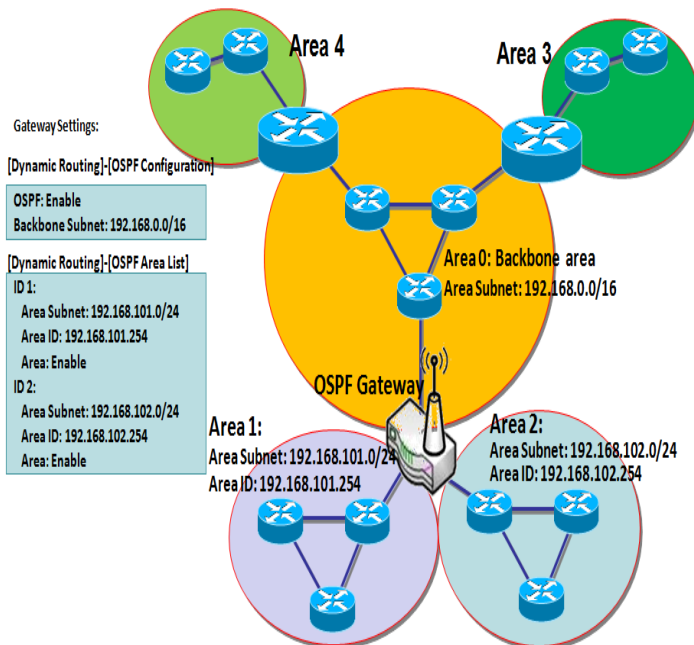 Area 4
Area 3
Gateway Settings:
[Dynamic Routing]-[OSPF Configuration]
OSPF: Enable
Backbone Subnet: 192.168.0.0/16
[Dynamic Routing]-[OSPF Area List]
ID 1:
Area Subnet: 192.168.101.0/24
Area ID: 192.168.101.254
Area: Enable
ID 2:
Area Subnet: 192.168.102.0/24
Area ID: 192.168.102.254
Area: Enable
Area 0: Backbone area
Area Subnet: 192.168.0.0/16
OSPF Gateway
Area 1:
Area Subnet: 192.168.101.0/24
Area ID: 192.168.101.254
Area 2:
Area Subnet: 192.168.102.0/24
Area ID: 192.168.102.254